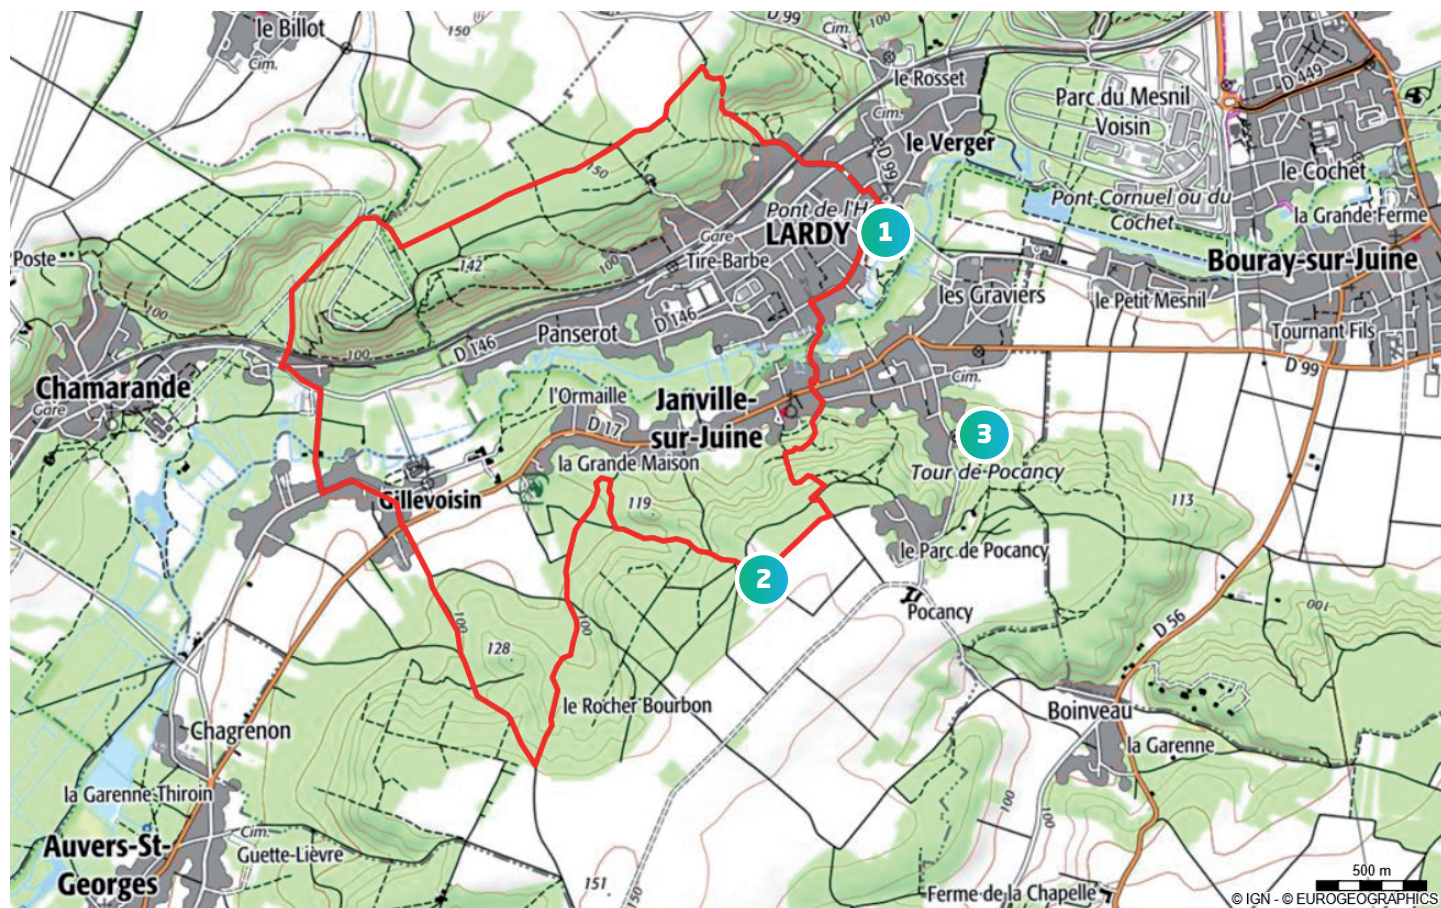 le Billot
Cim.
150
D 99
100
Cim.
le Rosset
Cim.
le Verger
D 99
Parc du Mesnil
Voisin
D 449
le Cochet
Pont Cornuel ou du
Cochet
la Grande Ferme
Bouray-sur-Juine
Tournant Fils
150
Pont de l'H
LARDY
1
Gare
Tire-Barbe
100
142
Poste
100
Panserot
D 146
D 146
100
les Graviers
le Petit Mesnil
D 99
Cim.
Chamarande
Gare
l'Ormaille
D 17
Janville-
sur-Juine
la Grande Maison
3
Tour de Pocancy
113
119
Gillevoisin
le Parc de Pocancy
2
Pocancy
100
D 56
100
100
128
le Rocher Bourbon
Boinveau
la Garenne
Chagrenon
la Garenne Thiroin
Cim.
Guette-Lièvre
Auvers-St-
Georges
100
100
151
150
Ferme de la Chapelle
500 m
© IGN - © EUROGEOGRAPHICS